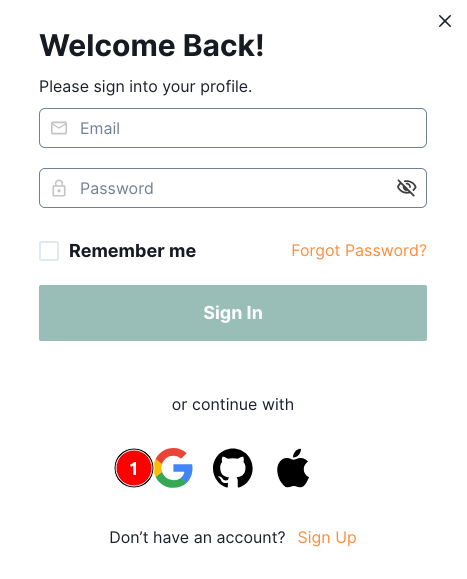 Welcome Back!
Please sign into your profile.
Email
Password
Remember me Forgot Password?
Sign In
or continue with
1
Don’t have an account? Sign Up